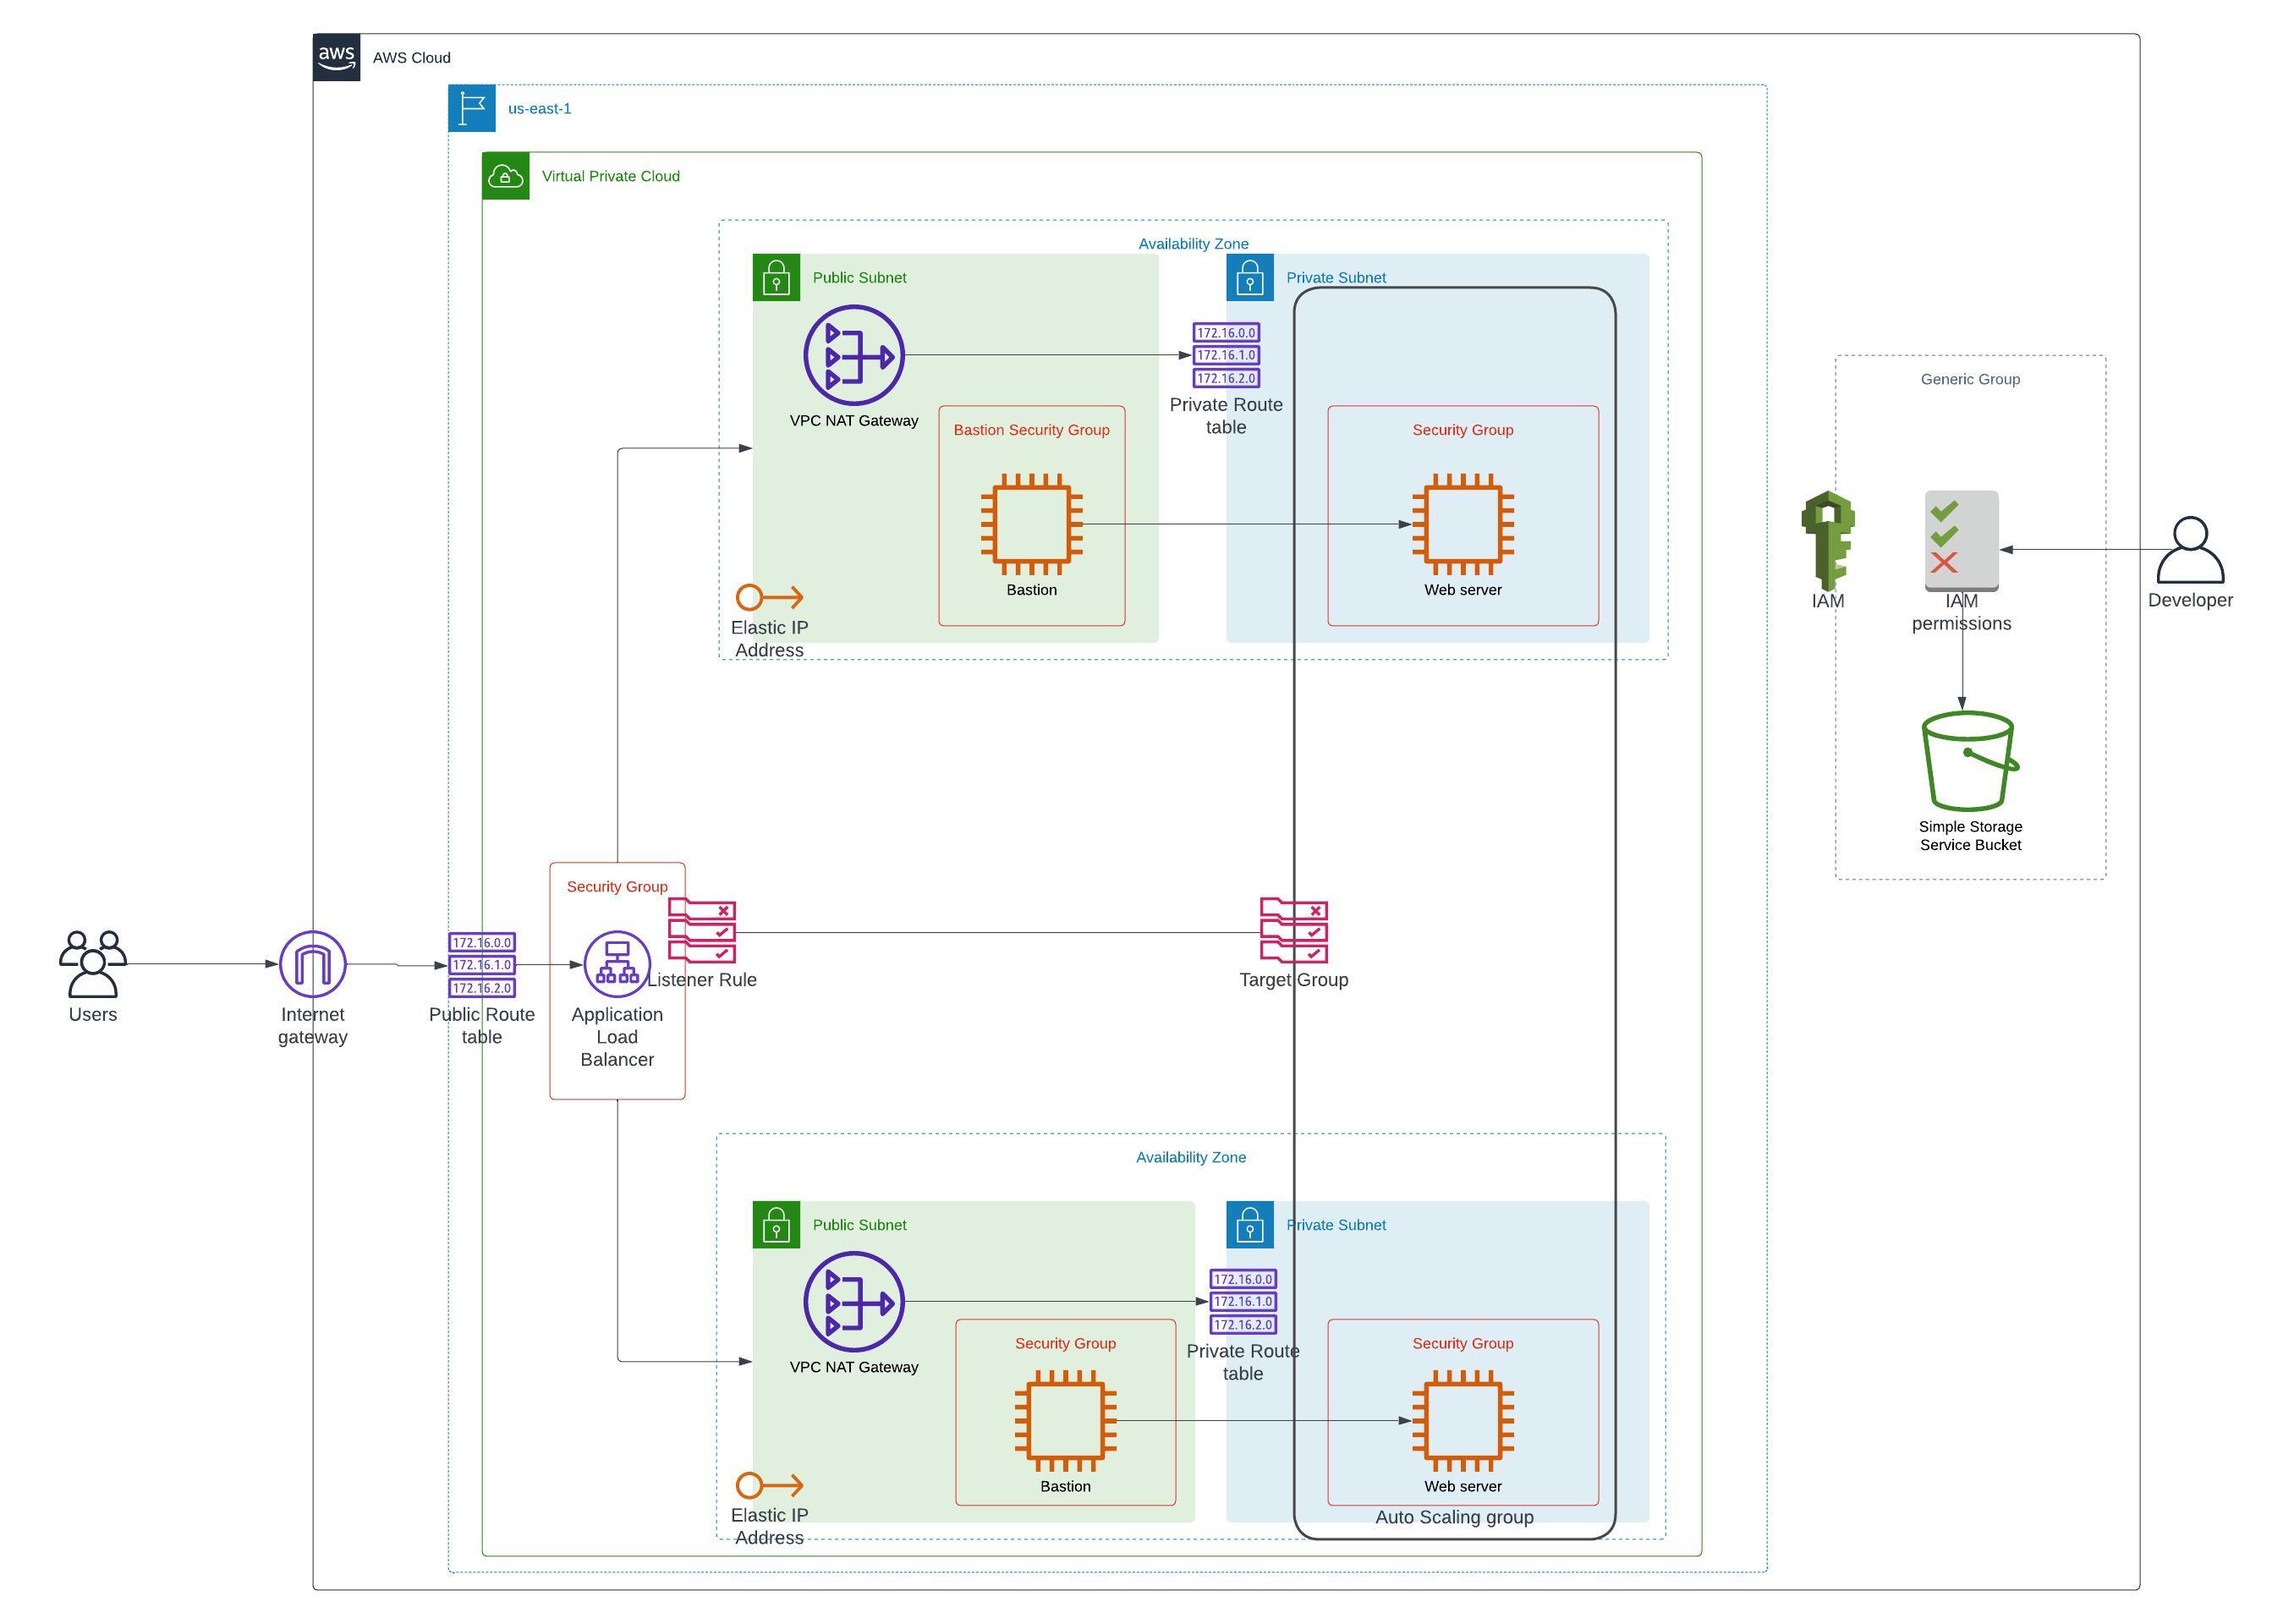 aws
AWS Cloud
us-east-1
Virtual Private Cloud
Availability Zone
Public Subnet
Private Subnet
172.16.0.0
172.16.1.0
172.16.2.0
Private Route
table
VPC NAT Gateway
Bastion Security Group
Bastion
Security Group
Web server
Elastic IP
Address
Generic Group
IAM
IAM
permissions
Developer
Simple Storage
Service Bucket
Users
Internet
gateway
172.16.0.0
172.16.1.0
172.16.2.0
Public Route
table
Security Group
Application
Load
Balancer
Listener Rule
Target Group
Availability Zone
Public Subnet
Private Subnet
172.16.0.0
172.16.1.0
172.16.2.0
Private Route
table
VPC NAT Gateway
Security Group
Bastion
Security Group
Web server
Auto Scaling group
Elastic IP
Address